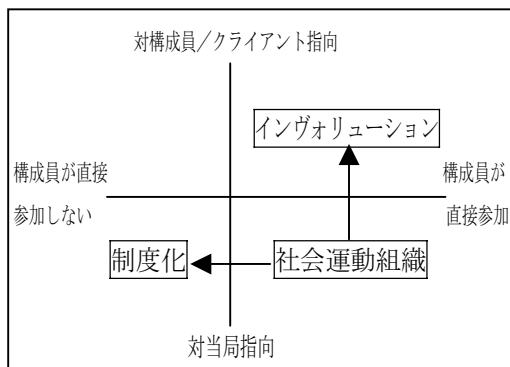 対構成員／クライアント指向
インヴォリューション
構成員が直接
参加しない
構成員が
直接参加
制度化
社会運動組織
対当局指向